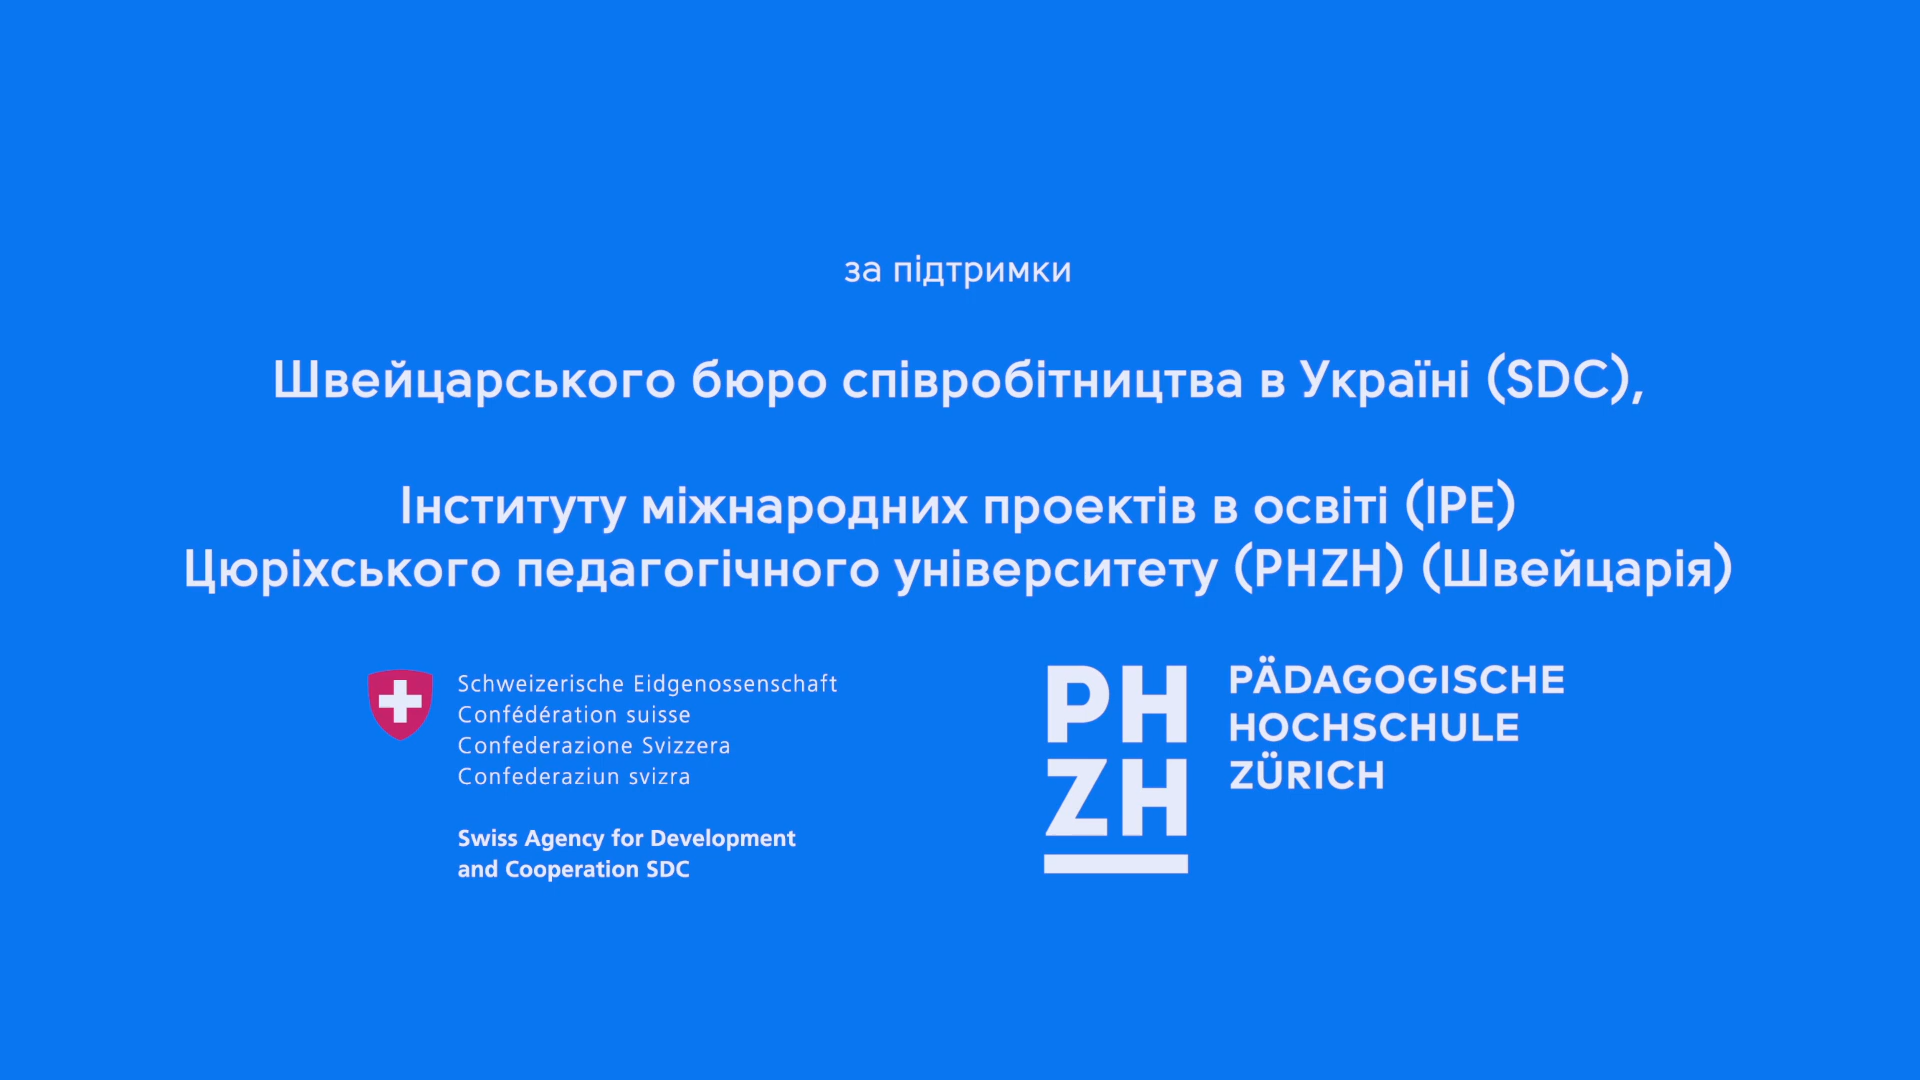 за підтримки
Швейцарського бюро співробітництва в Україні (SDC),
Інституту міжнародних проектів в освіті (IPE)
Цюріхського педагогічного університету (PHZH) (Швейцарія)
Schweizerische Eidgenossenschaft
Confédération suisse
Confederazione Svizzera
Confederaziun svizra
Swiss Agency for Development
and Cooperation SDC
PH
ZH
PÄDAGOGISCHE
HOCHSCHULE
ZÜRICH